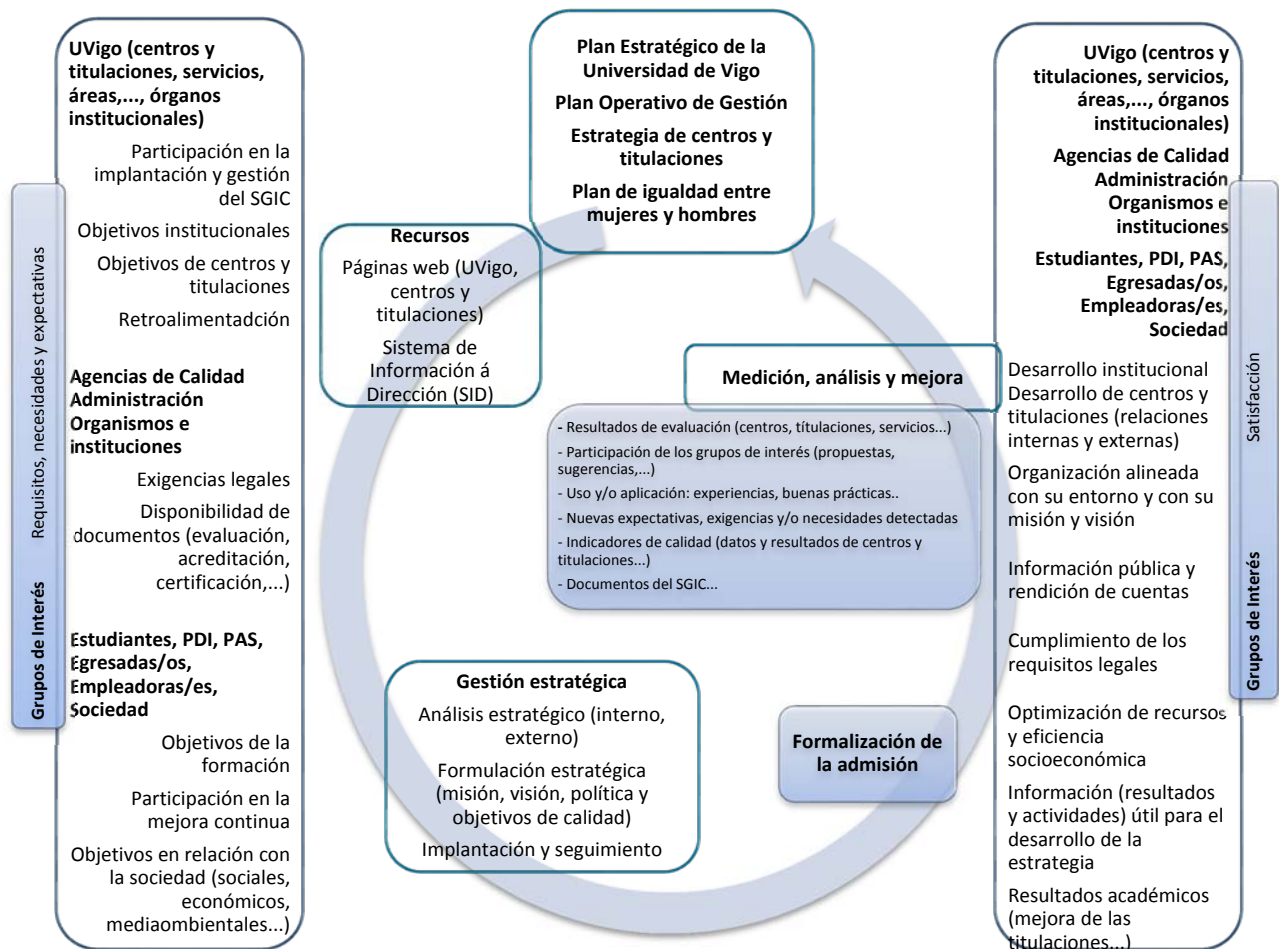 Requisitos, necesidades y expectativas
Grupos de Interés
UVigo (centros y
titulaciones, servicios,
áreas,..., órganos
institucionales)
Participación en la
implantación y gestión
del SGIC
Objetivos institucionales
Objetivos de centros y
titulaciones
Retroalimentadción
Agencias de Calidad
Administración
Organismos e
instituciones
Exigencias legales
Disponibilidad de
documentos (evaluación,
acreditación,
certificación,...)
Estudiantes, PDI, PAS,
Egresadas/os,
Empleadoras/es,
Sociedad
Objetivos de la
formación
Participación en la
mejora continua
Objetivos en relación con
la sociedad (sociales,
económicos,
mediaombientales...)
Plan Estratégico de la
Universidad de Vigo
Plan Operativo de Gestión
Estrategia de centros y
titulaciones
Plan de igualdad entre
mujeres y hombres
Recursos
Páginas web (UVigo,
centros y
titulaciones)
Sistema de
Información á
Dirección (SID)
Medición, análisis y mejora
- Resultados de evaluación (centros, títulaciones, servicios...)
- Participación de los grupos de interés (propuestas,
sugerencias,...)
- Uso y/o aplicación: experiencias, buenas prácticas..
- Nuevas expectativas, exigencias y/o necesidades detectadas
- Indicadores de calidad (datos y resultados de centros y
titulaciones...)
- Documentos del SGIC...
Gestión estratégica
Análisis estratégico (interno,
externo)
Formulación estratégica
(misión, visión, política y
objetivos de calidad)
Implantación y seguimiento
Formalización de
la admisión
UVigo (centros y
titulaciones, servicios,
áreas,..., órganos
institucionales)
Agencias de Calidad
Administración
Organismos e
instituciones
Estudiantes, PDI, PAS,
Egresadas/os,
Empleadoras/es,
Sociedad
Desarrollo institucional
Desarrollo de centros y
titulaciones (relaciones
internas y externas)
Organización alineada
con su entorno y con su
misión y visión
Información pública y
rendición de cuentas
Cumplimiento de los
requisitos legales
Optimización de recursos
y eficiencia
socioeconómica
Información (resultados
y actividades) útil para el
desarrollo de la
estrategia
Resultados académicos
(mejora de las
titulaciones...)
Satisfacción
Grupos de Interés